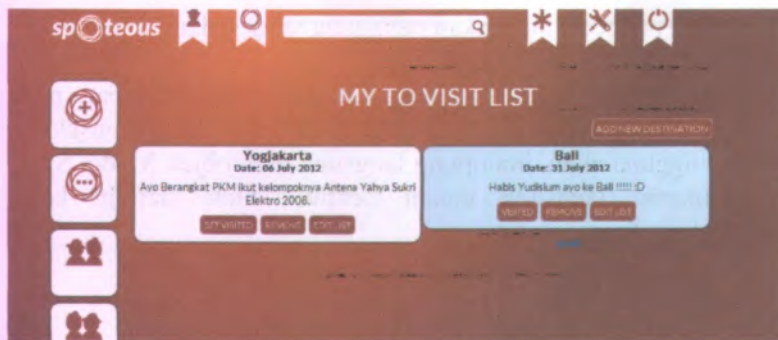 spoteous
MY TO VISIT LIST
ADD NEW DESTINATION
Yogjakarta
Date: 06 July 2012
Ayo Berangkat PKM ikut kelompoknya Antena Yahya Sukri
Elektro 2008.
SET VISITED REMOVE EDIT LIST
Bali
Date: 31 July 2012
Habis Yudisium ayo ke Bali !!!!! :D
VISITED REMOVE EDIT LIST